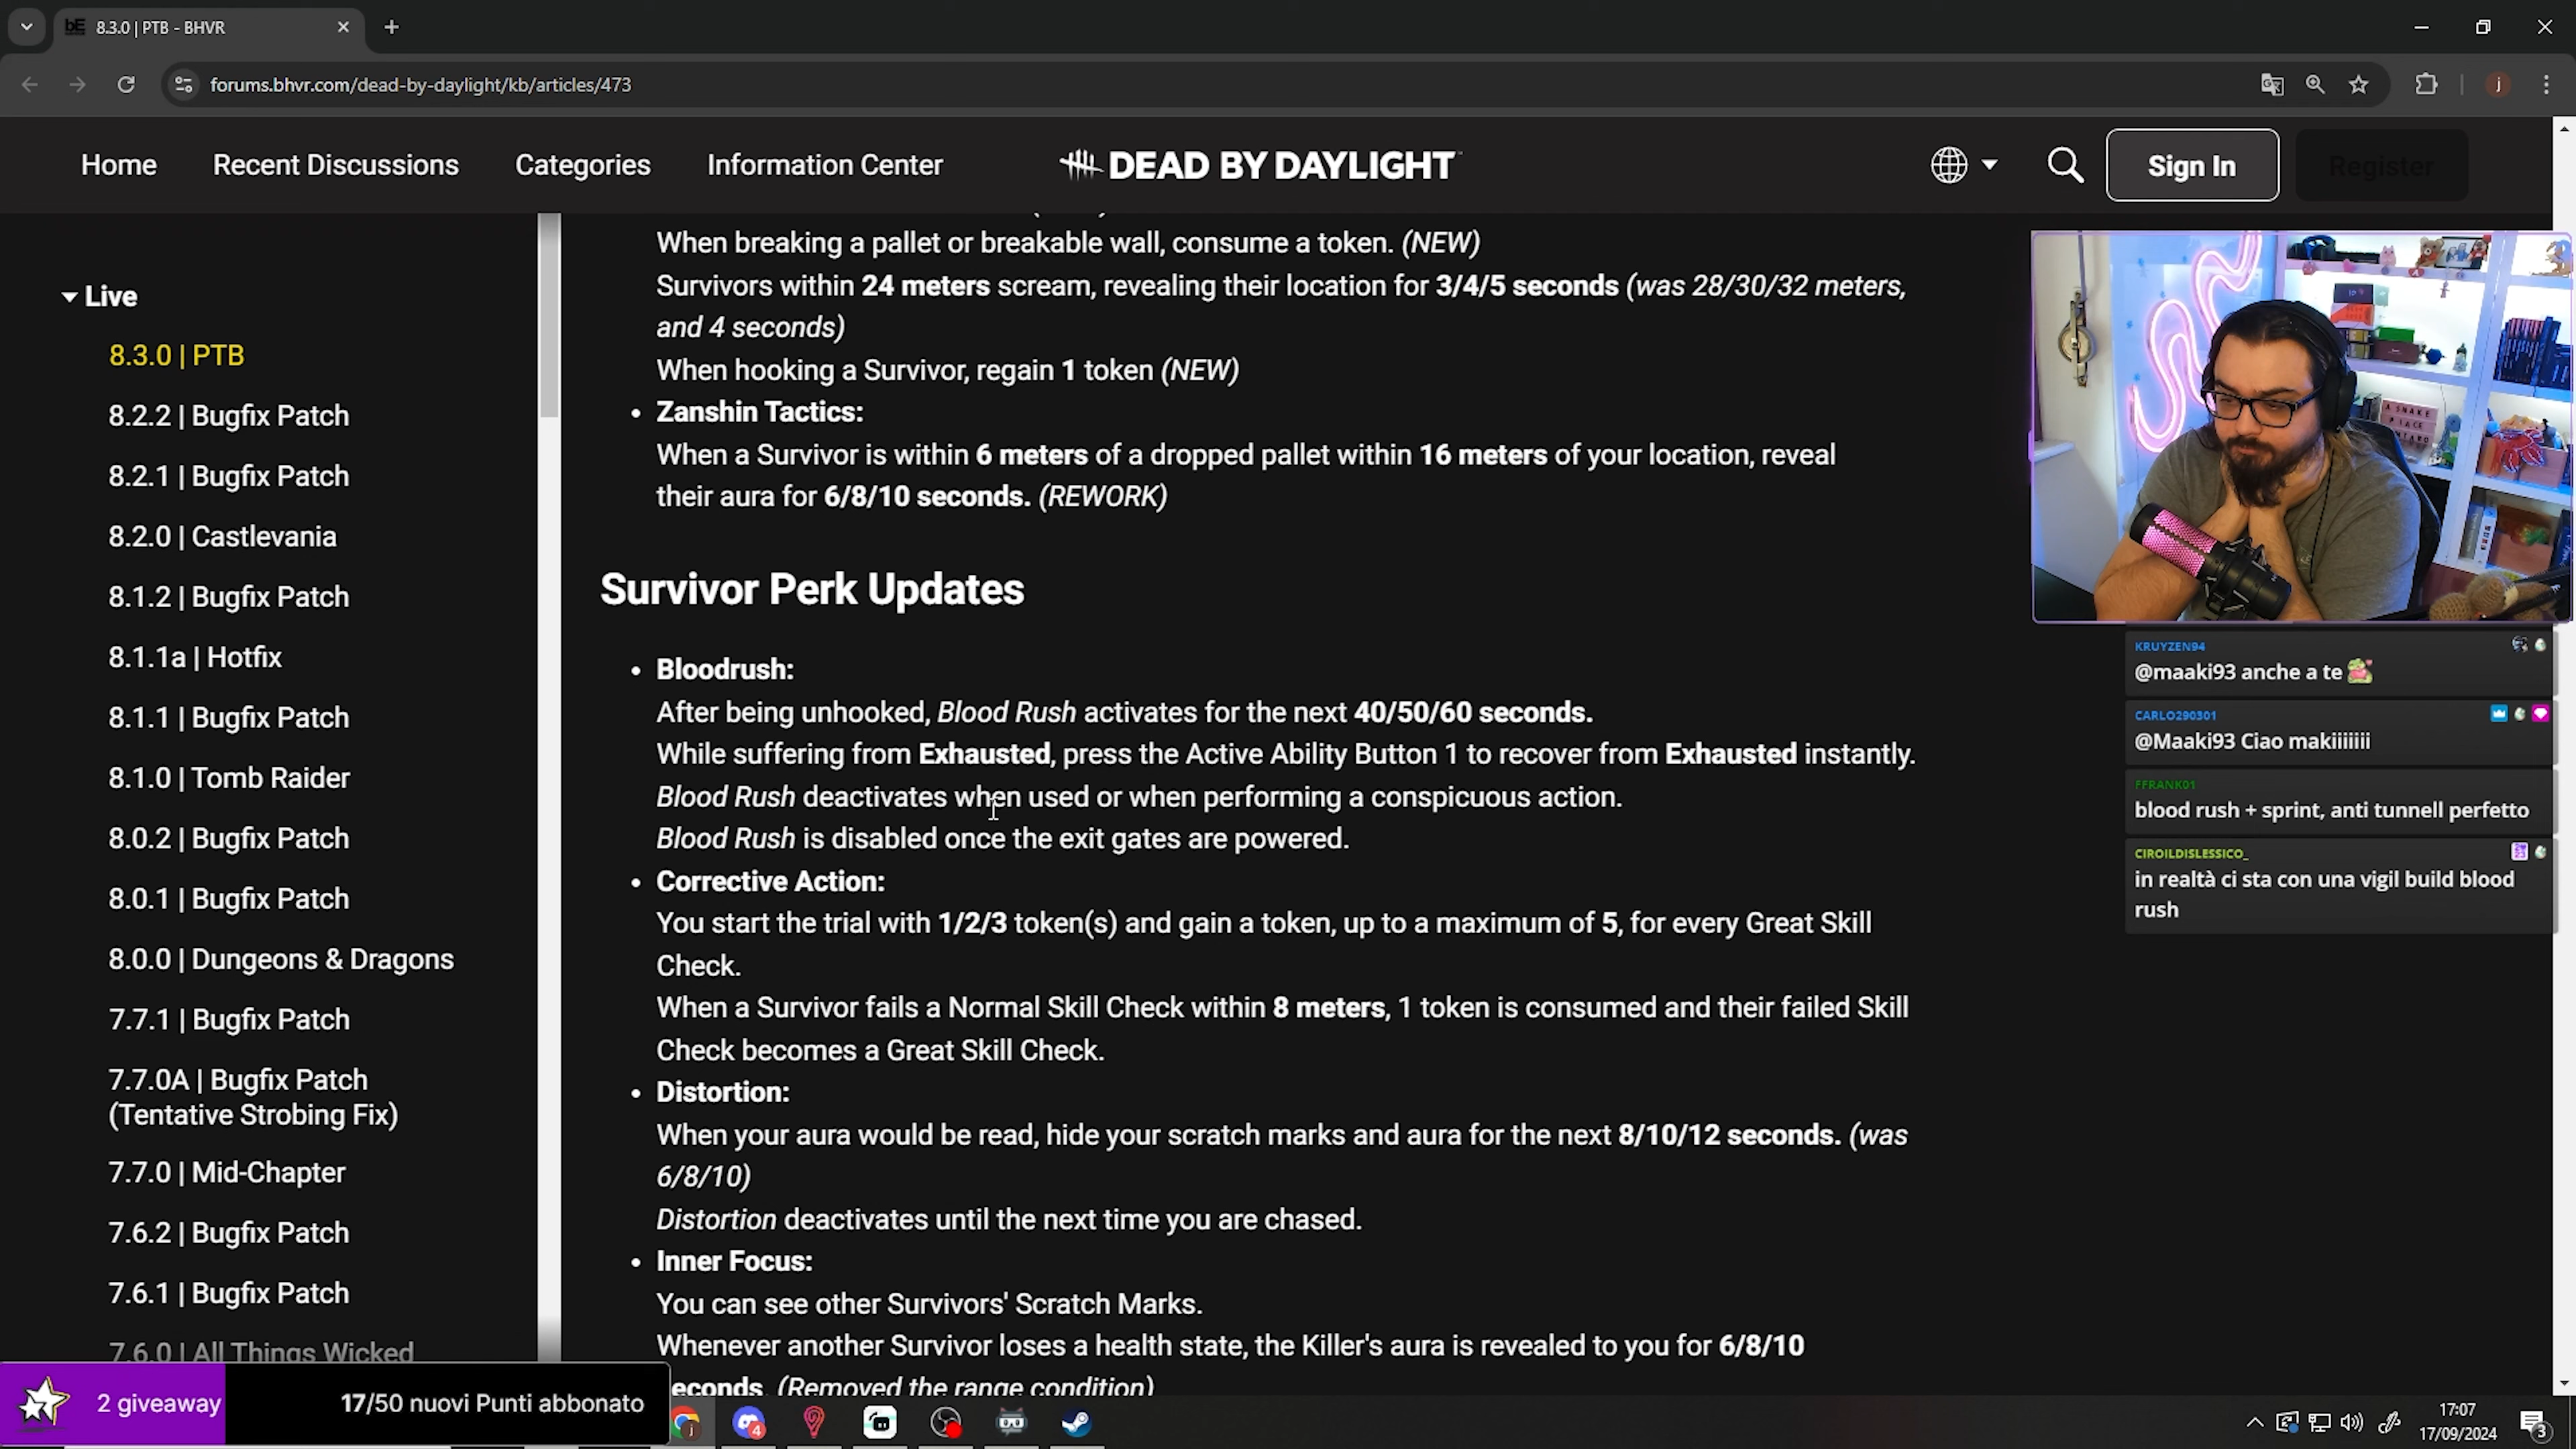 8.3.0 | PTB - BHVR
forums.bhvr.com/dead-by-daylight/kb/articles/473
j
Home
Recent Discussions
Categories
Information Center
DEAD BY DAYLIGHT
Sign In
Register
Live
8.3.0 | PTB
8.2.2 | Bugfix Patch
8.2.1 | Bugfix Patch
8.2.0 | Castlevania
8.1.2 | Bugfix Patch
8.1.1a | Hotfix
8.1.1 | Bugfix Patch
8.1.0 | Tomb Raider
8.0.2 | Bugfix Patch
8.0.1 | Bugfix Patch
8.0.0 | Dungeons & Dragons
7.7.1 | Bugfix Patch
7.7.0A | Bugfix Patch
(Tentative Strobing Fix)
7.7.0 | Mid-Chapter
7.6.2 | Bugfix Patch
7.6.1 | Bugfix Patch
7.6.0 | All Things Wicked
When breaking a pallet or breakable wall, consume a token. (NEW)
Survivors within 24 meters scream, revealing their location for 3/4/5 seconds (was 28/30/32 meters,
and 4 seconds)
When hooking a Survivor, regain 1 token (NEW)
• Zanshin Tactics:
When a Survivor is within 6 meters of a dropped pallet within 16 meters of your location, reveal
their aura for 6/8/10 seconds. (REWORK)
Survivor Perk Updates
• Bloodrush:
After being unhooked, Blood Rush activates for the next 40/50/60 seconds.
While suffering from Exhausted, press the Active Ability Button 1 to recover from Exhausted instantly.
Blood Rush deactivates when used or when performing a conspicuous action.
Blood Rush is disabled once the exit gates are powered.
• Corrective Action:
You start the trial with 1/2/3 token(s) and gain a token, up to a maximum of 5, for every Great Skill
Check.
When a Survivor fails a Normal Skill Check within 8 meters, 1 token is consumed and their failed Skill
Check becomes a Great Skill Check.
• Distortion:
When your aura would be read, hide your scratch marks and aura for the next 8/10/12 seconds. (was
6/8/10)
Distortion deactivates until the next time you are chased.
• Inner Focus:
You can see other Survivors' Scratch Marks.
Whenever another Survivor loses a health state, the Killer's aura is revealed to you for 6/8/10
econds. (Removed the range condition)
A SNAKE
KRUYZEN94
@maaki93 anche a te
CARLO290301
@Maaki93 Ciao makiiiiiii
FFRANK01
blood rush + sprint, anti tunnell perfetto
CIROILDISLESSICO_
in realtà ci sta con una vigil build blood
rush
2 giveaway
17/50 nuovi Punti abbonato
j
4
17:07
17/09/2024
3